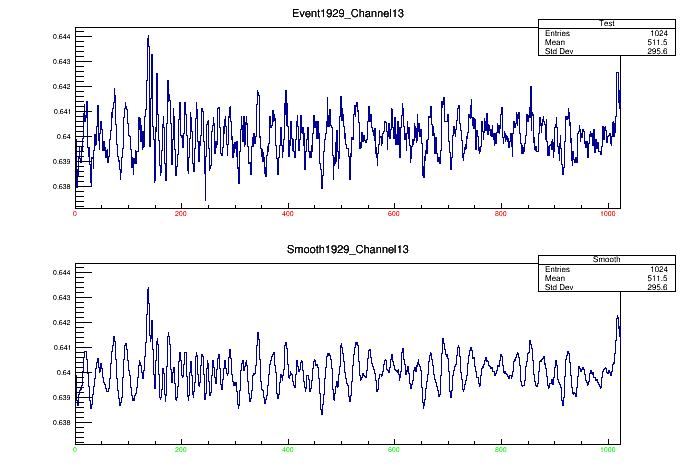 Event1929_Channel13
Test
Entries 1024
Mean 511.5
Std Dev 295.6
0.644
0.643
0.642
0.641
0.64
0.639
0.638
0 200 400 600 800 1000
Smooth1929_Channel13
Smooth
Entries 1024
Mean 511.5
Std Dev 295.6
0.644
0.643
0.642
0.641
0.64
0.639
0.638
0 200 400 600 800 1000